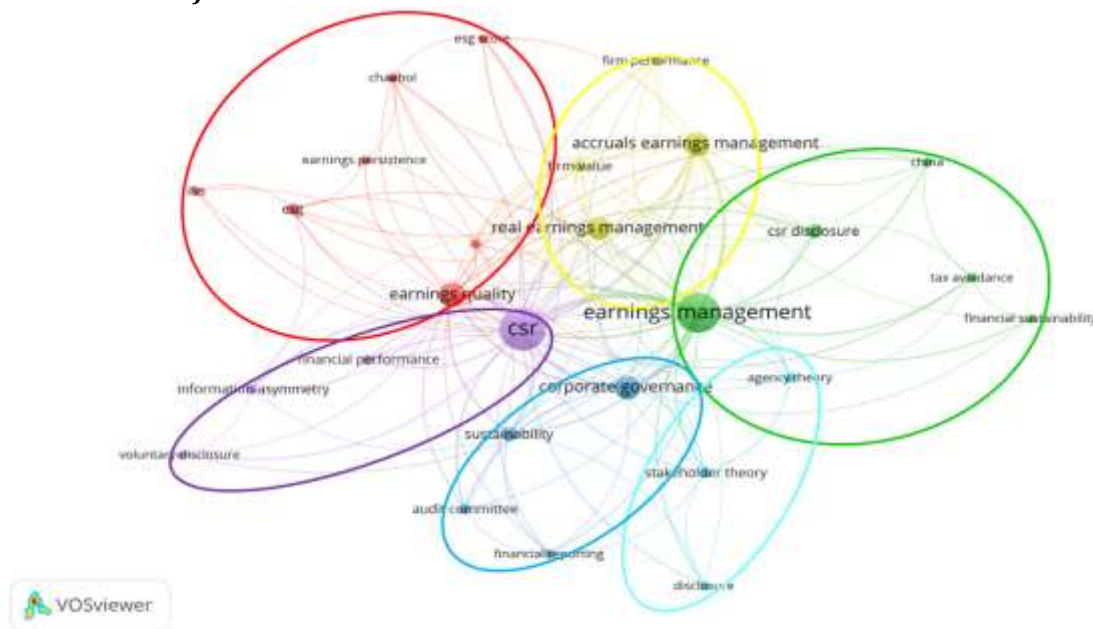 esg score
firm performance
chaebol
accruals earnings management
earnings persistence
firm value
china
esg
real earnings management
csr disclosure
tax avoidance
earnings quality
earnings management
financial sustainability
csr
financial performance
agency theory
information asymmetry
corporate governance
sustainability
voluntary disclosure
stakeholder theory
audit committee
financial reporting
disclosure
VOSviewer